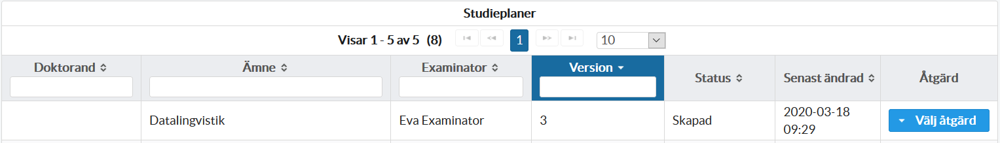 Studieplaner
Visar 1 - 5 av 5 (8) 1 10
Doktorand Ämne Examinator Version Status Senast ändrad Åtgärd
Datalingvistik Eva Examinator 3 Skapad 2020-03-18 Välj åtgärd
09:29